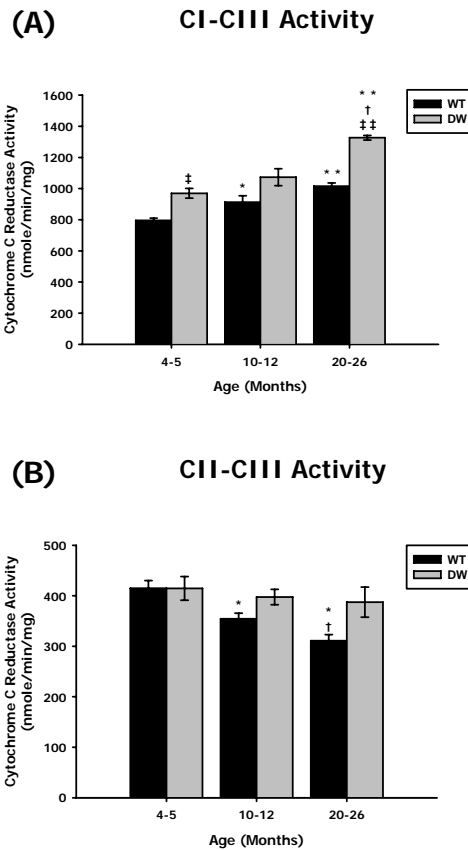 (A)
CI-CIII Activity
Cytochrome C Reductase Activity
(nmole/min/mg)
1600
1400
1200
1000
800
600
400
200
0
‡
*
* *
* *
†
‡‡
WT
DW
4-5
10-12
20-26
Age (Months)
(B)
CII-CIII Activity
Cytochrome C Reductase Activity
(nmole/min/mg)
500
400
300
200
100
0
*
*
†
WT
DW
4-5
10-12
20-26
Age (Months)